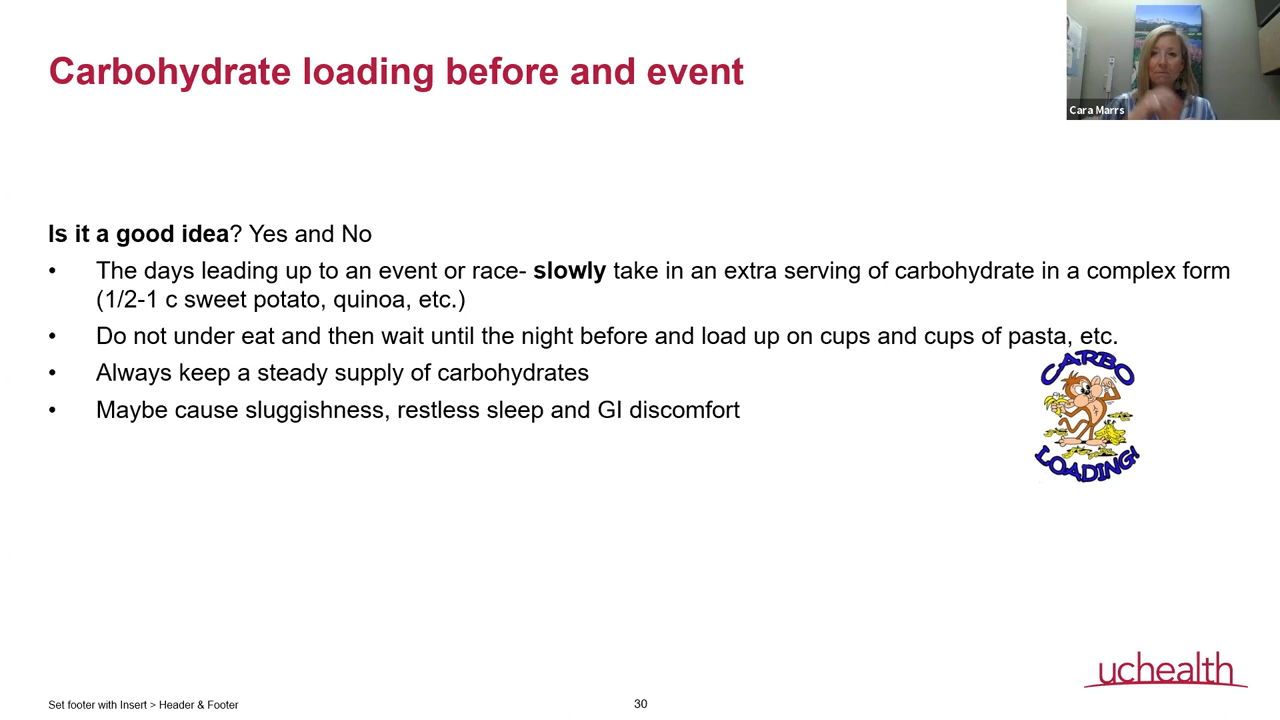 Carbohydrate loading before and event
Cara Marrs
Is it a good idea? Yes and No
• The days leading up to an event or race- slowly take in an extra serving of carbohydrate in a complex form
(1/2-1 c sweet potato, quinoa, etc.)
• Do not under eat and then wait until the night before and load up on cups and cups of pasta, etc.
• Always keep a steady supply of carbohydrates
• Maybe cause sluggishness, restless sleep and GI discomfort
CARBO
LOADING!
uchealth
Set footer with Insert > Header & Footer
30